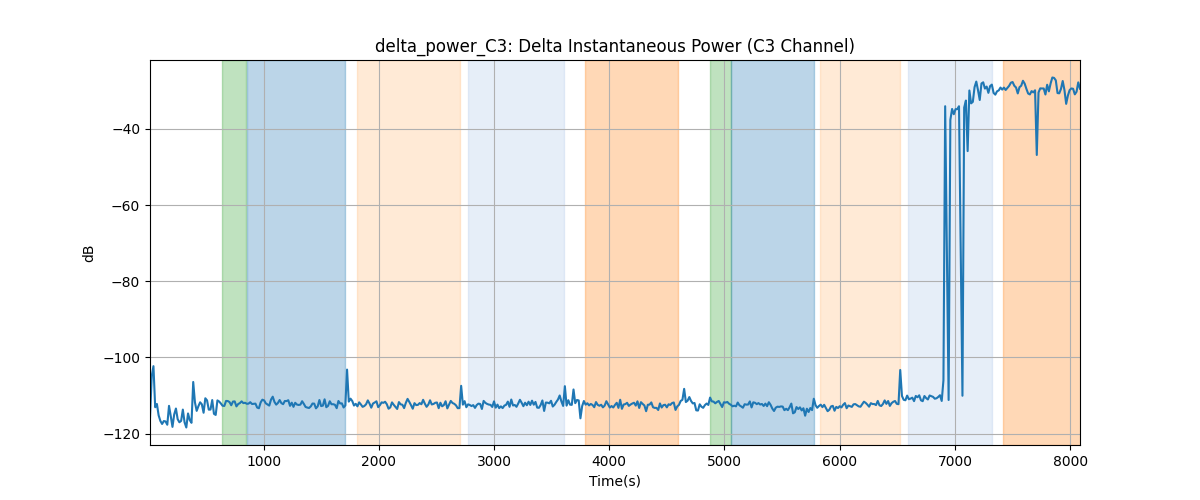 delta_power_C3: Delta Instantaneous Power (C3 Channel)
dB
−40
−60
−80
−100
−120
1000 2000 3000 4000 5000 6000 7000 8000
Time(s)